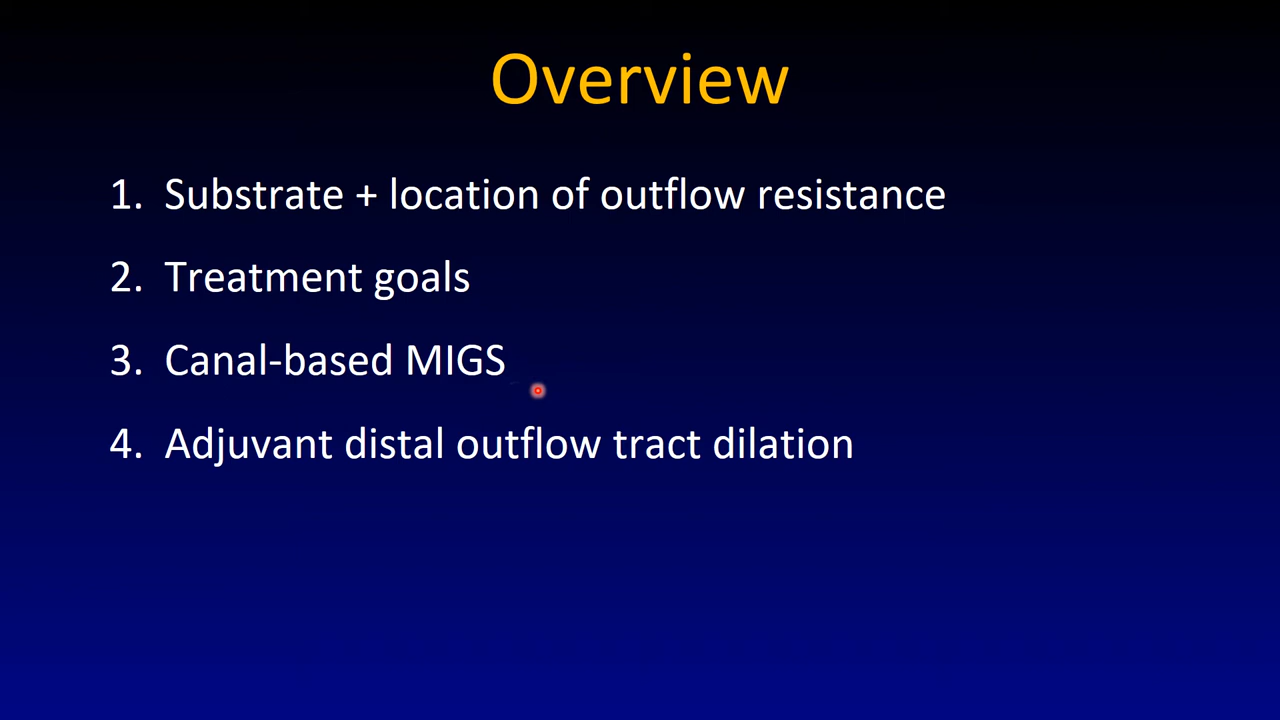 Overview
1. Substrate + location of outflow resistance
2. Treatment goals
3. Canal-based MIGS
4. Adjuvant distal outflow tract dilation